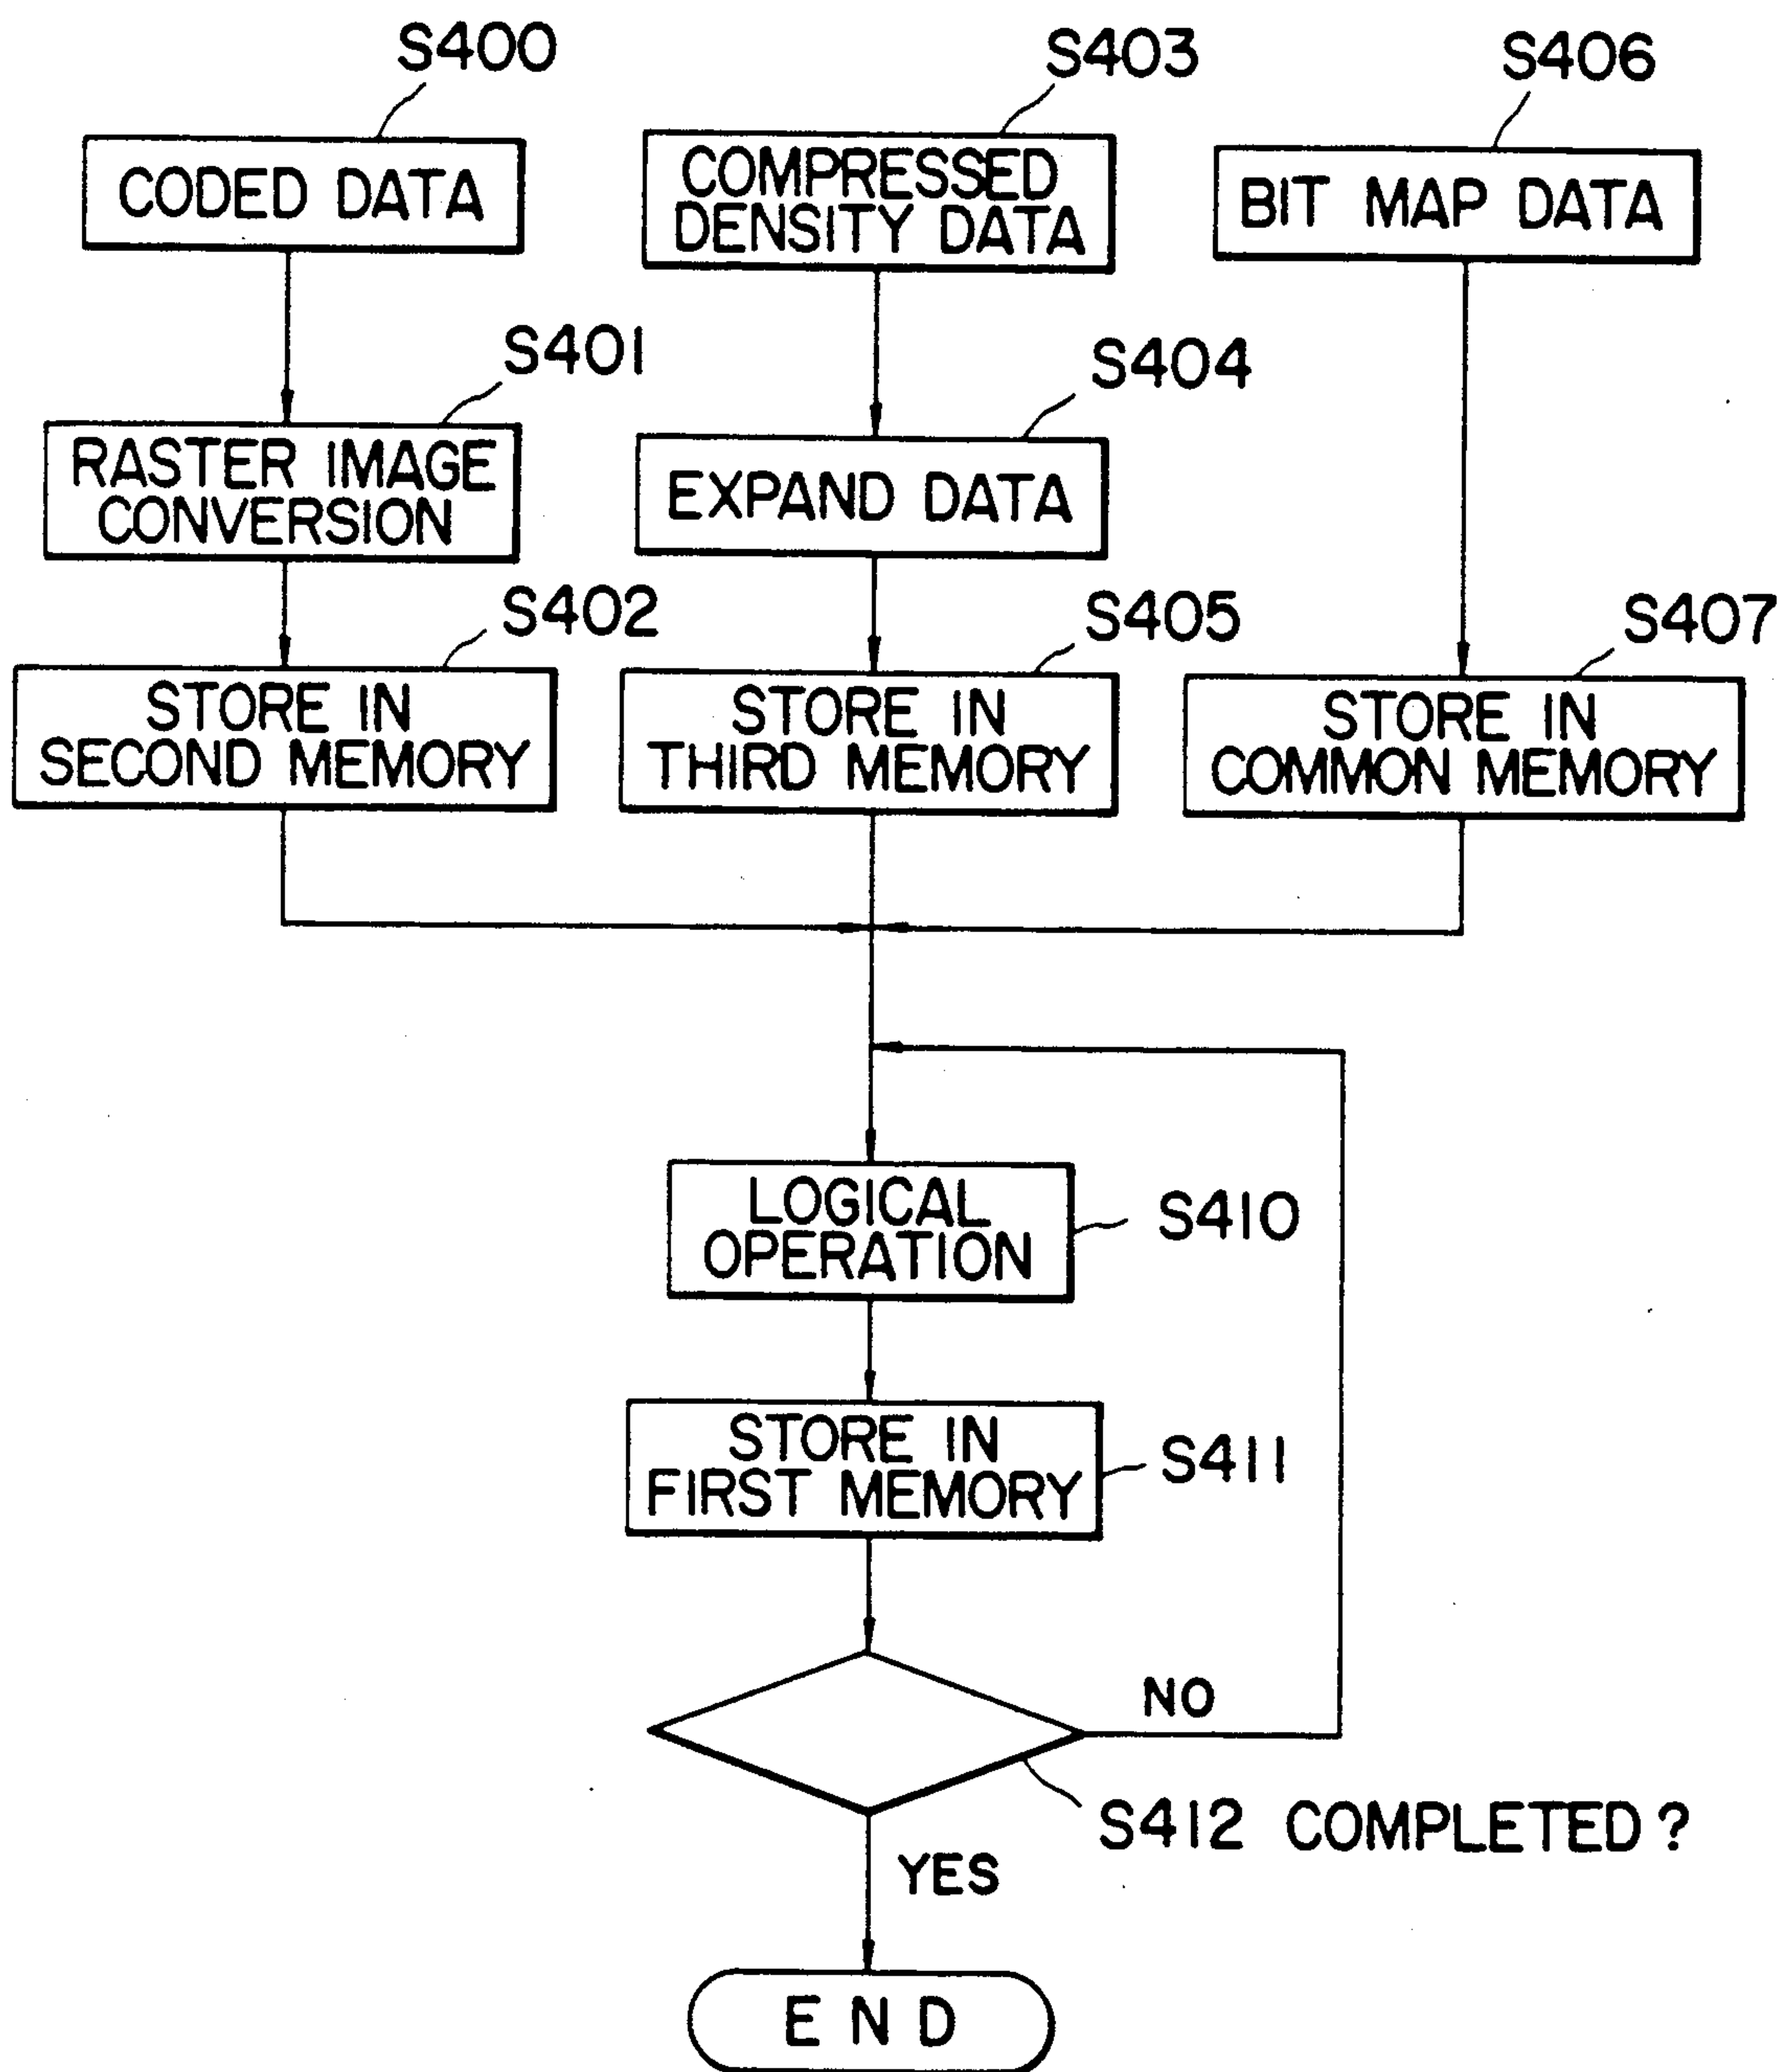 S400
S403
S406
CODED DATA
COMPRESSED
DENSITY DATA
BIT MAP DATA
S401
S404
RASTER IMAGE
CONVERSION
EXPAND DATA
S402
S405
S407
STORE IN
SECOND MEMORY
STORE IN
THIRD MEMORY
STORE IN
COMMON MEMORY
LOGICAL
OPERATION
S410
STORE IN
FIRST MEMORY
S411
NO
S412 COMPLETED?
YES
END